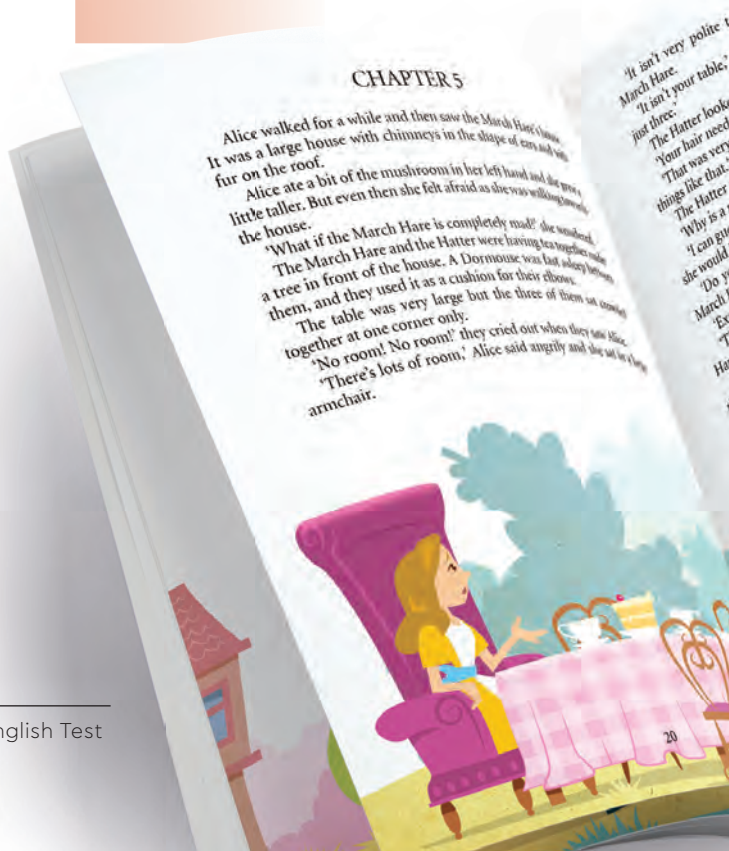 CHAPTER 5
Alice walked for a while and then saw the March Hare's house.
It was a large house with chimneys in the shape of ears and with
fur on the roof.
Alice ate a bit of the mushroom in her left hand and she grew a
little taller. But even then she felt afraid as she was walking towards
the house.
'What if the March Hare is completely mad?' she wondered.
The March Hare and the Hatter were having tea together under
a tree in front of the house. A Dormouse was fast asleep between
them, and they used it as a cushion for their elbows.
The table was very large but the three of them sat crowded
together at one corner only.
'No room! No room!' they cried out when they saw Alice.
'There's lots of room,' Alice said angrily and she sat in a large
armchair.
20
'It isn't very polite t
March Hare.
'It isn't your table,'
just three.'
The Hatter looke
'Your hair need
'That was very
things like that.'
The Hatter
'Why is a
'I can gu
she would
'Do y
March
'Ex
'T
Ha
nglish Test